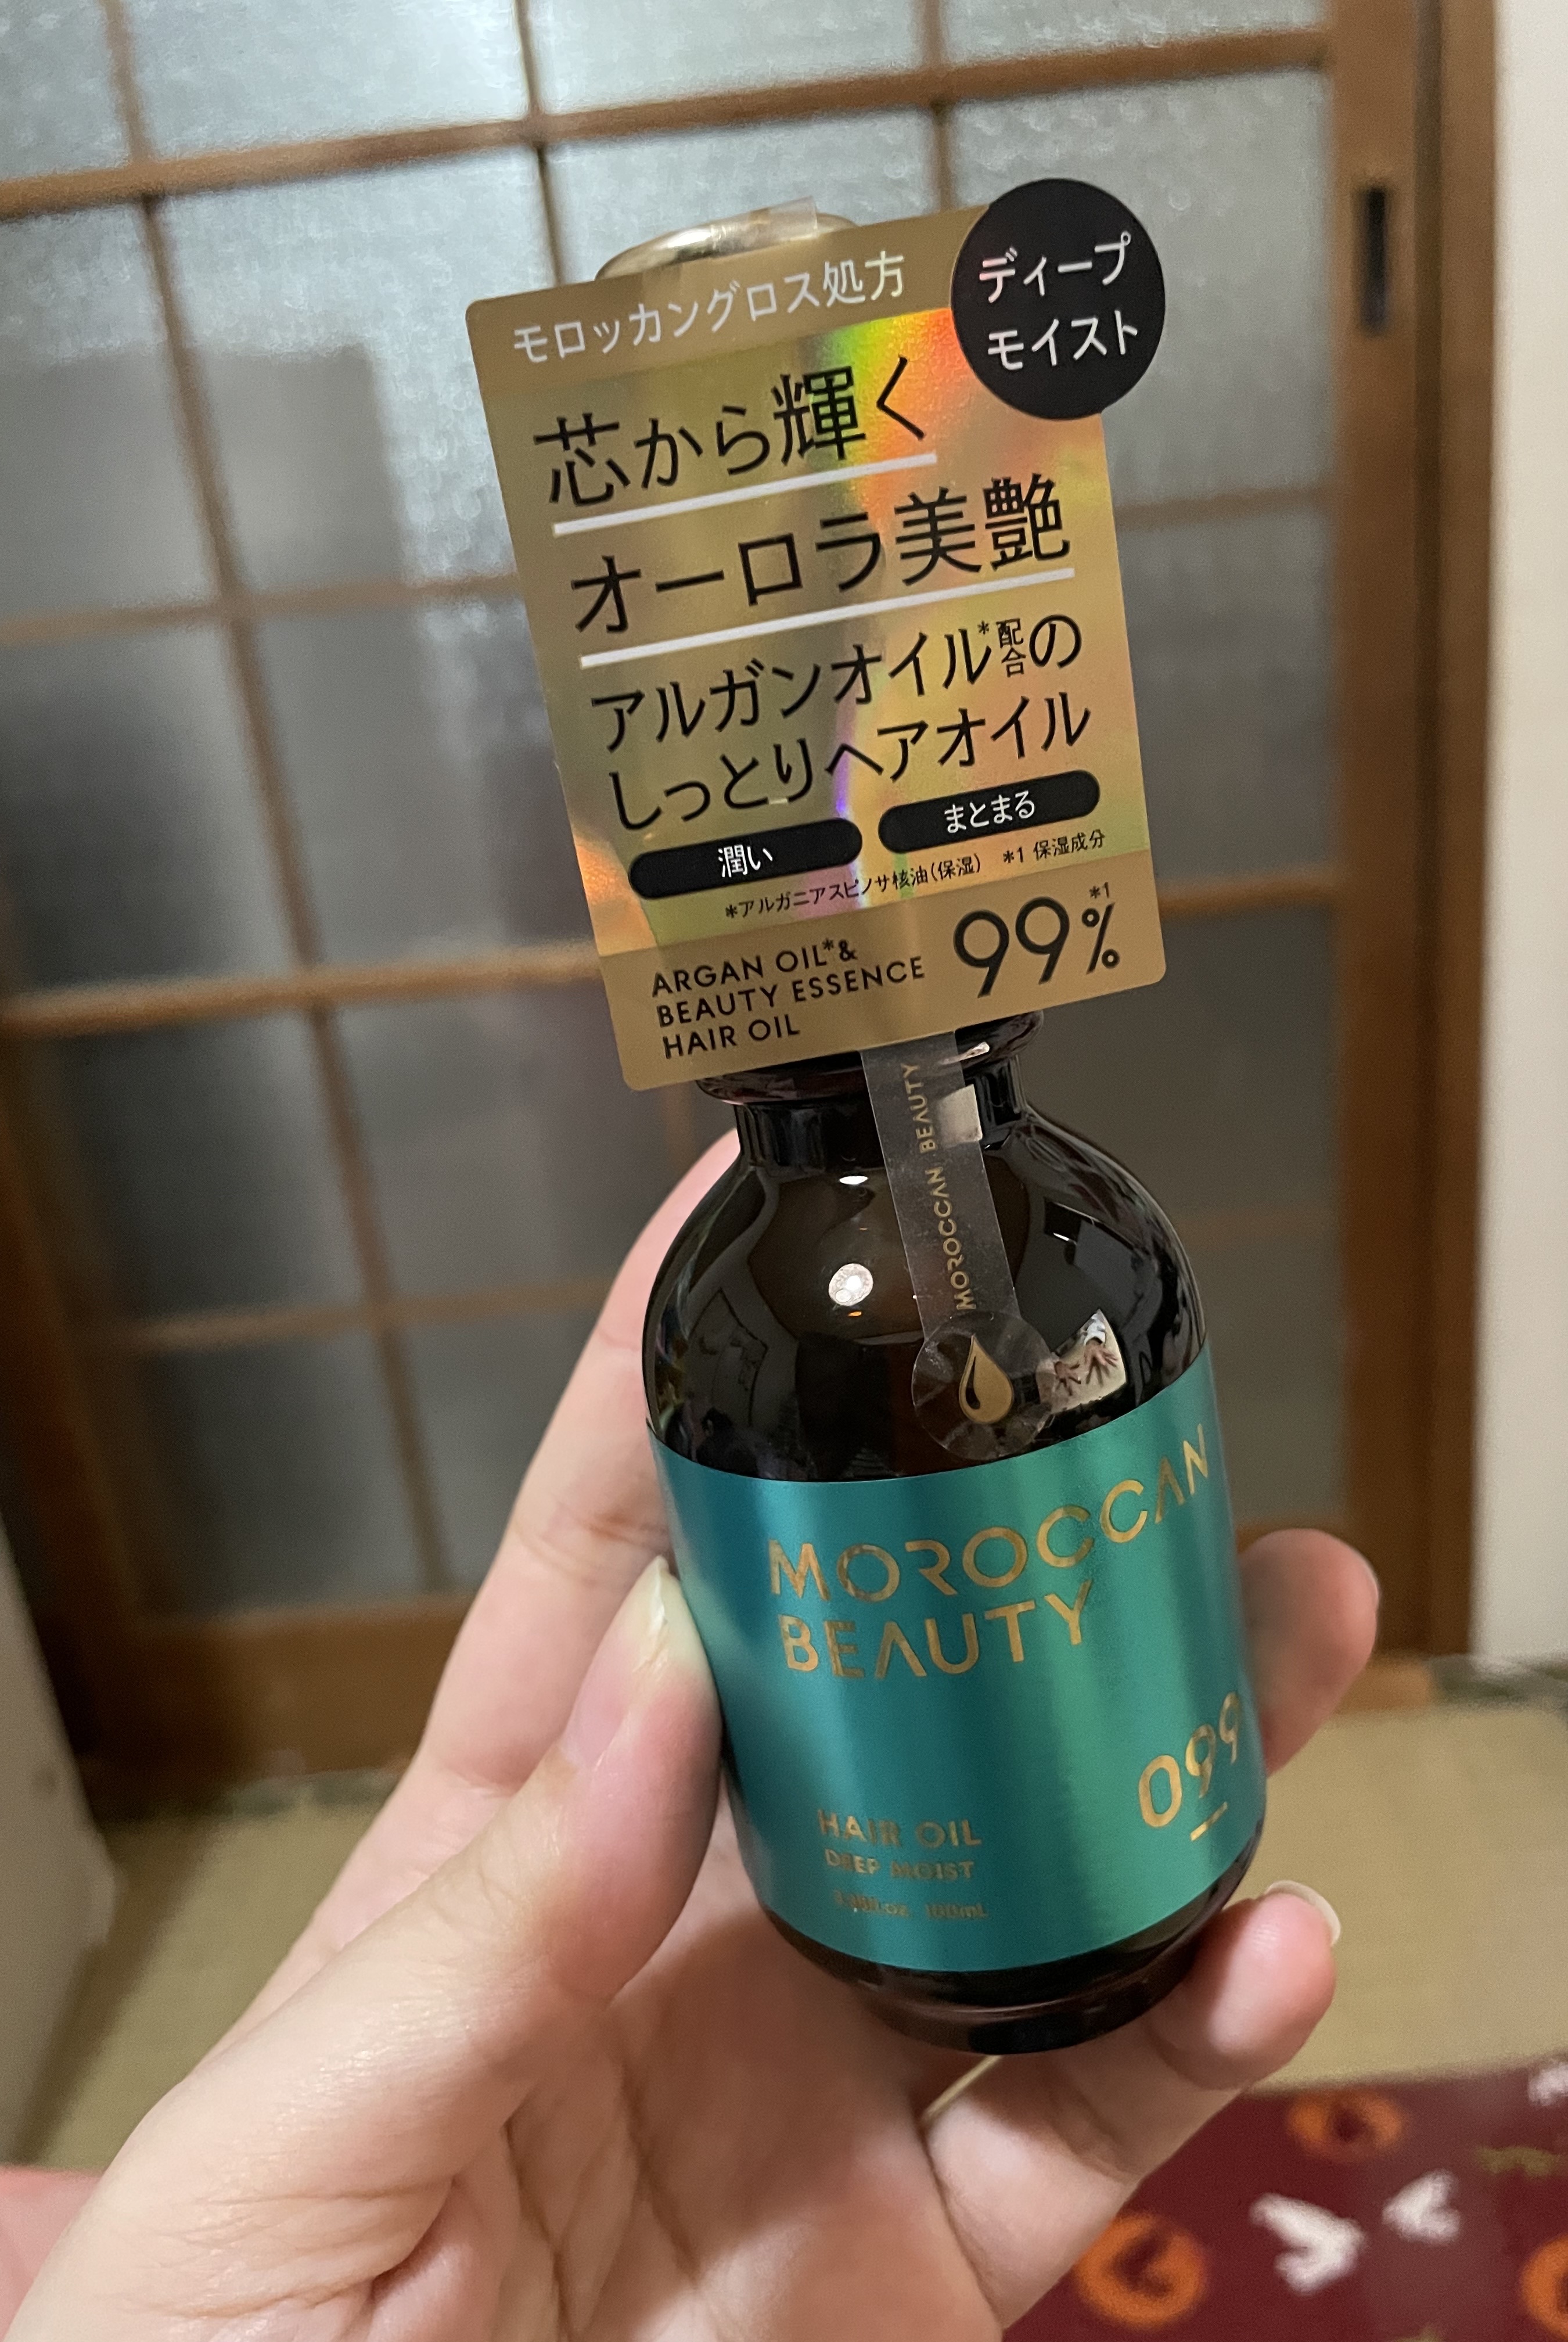 ディープ
モイスト
モロッカングロス処方
芯から輝く
オーロラ美艶
アルガンオイル*配合の
しっとりヘアオイル
潤い
まとまる
*アルガニアスピノサ核油(保湿) *1 保湿成分
ARGAN OIL*&
BEAUTY ESSENCE
HAIR OIL
99%*1
MOROCCAN BEAUTY
MOROCCAN
BEAUTY
099
HAIR OIL
DEEP MOIST
100mL